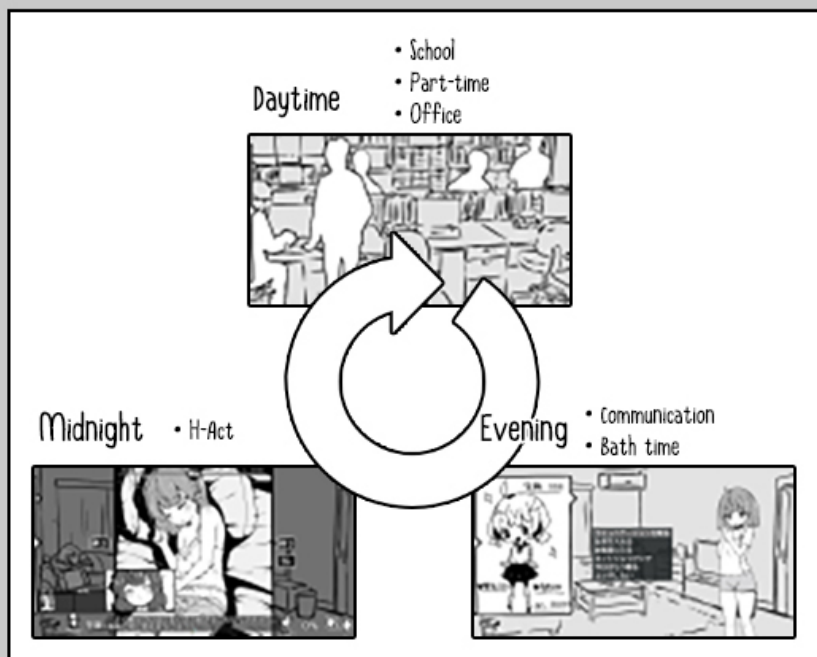 • School
Daytime
• Part-time
• Office
Midnight
• H-Act
Evening
• Communication
• Bath time